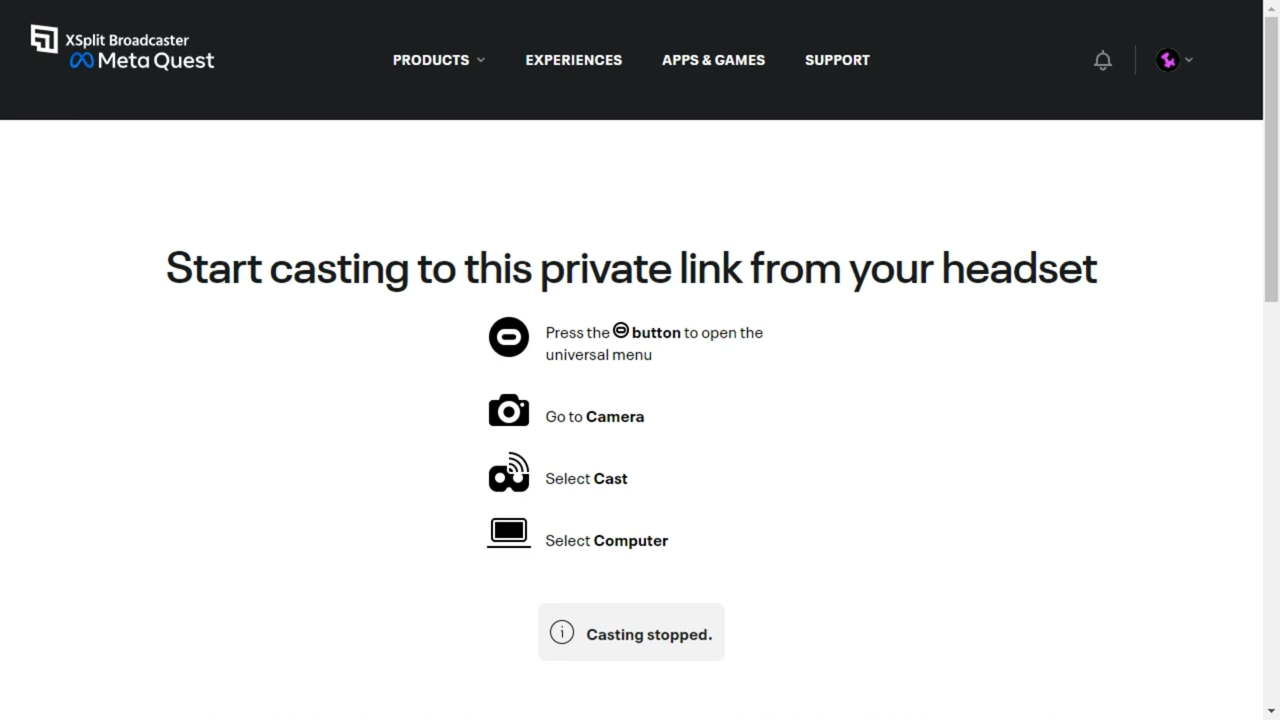 XSplit Broadcaster
Meta Quest
PRODUCTS
EXPERIENCES
APPS & GAMES
SUPPORT
Start casting to this private link from your headset
Press the button to open the
universal menu
Go to Camera
Select Cast
Select Computer
Casting stopped.